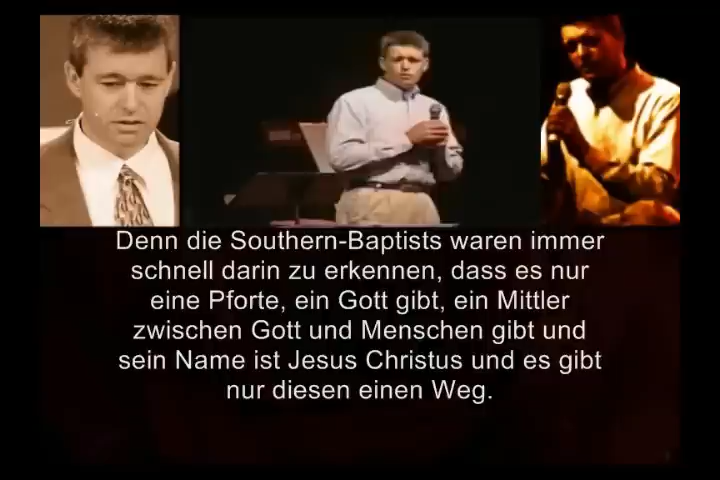 Denn die Southern-Baptists waren immer
schnell darin zu erkennen, dass es nur
eine Pforte, ein Gott gibt, ein Mittler
zwischen Gott und Menschen gibt und
sein Name ist Jesus Christus und es gibt
nur diesen einen Weg.